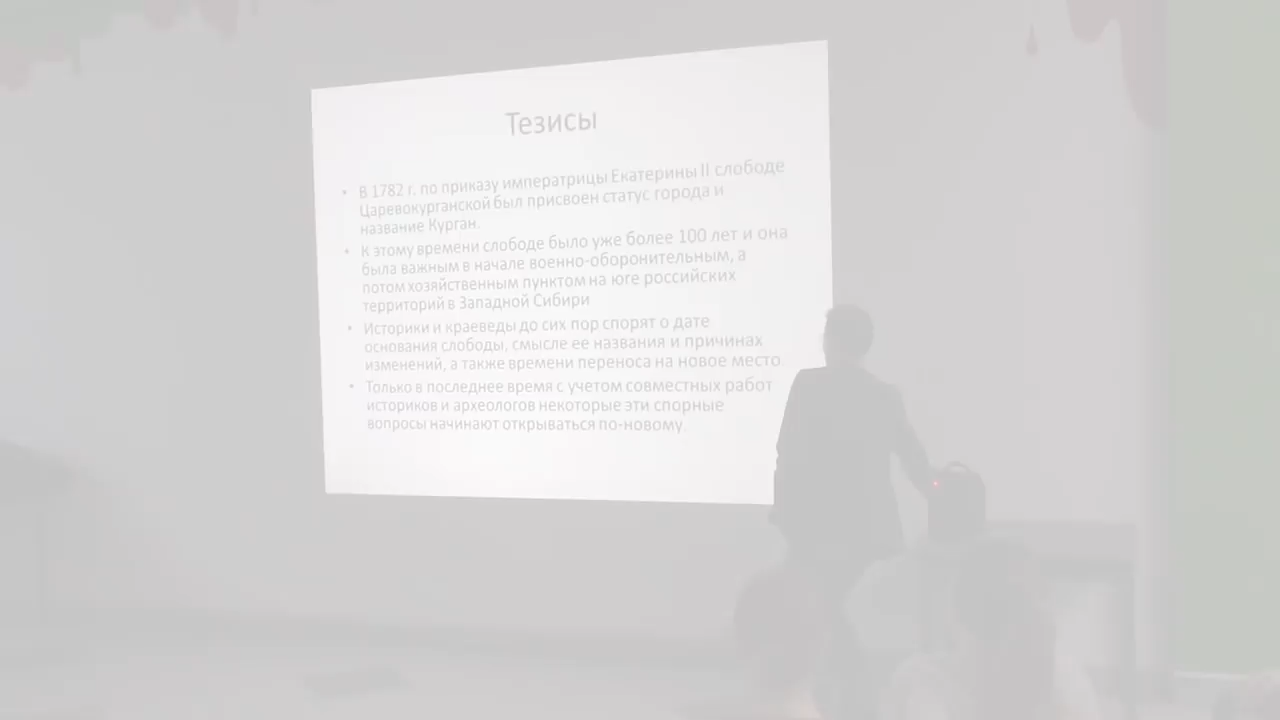 Тезисы
• В 1782 г. по приказу императрицы Екатерины II слободе
Царевокурганской был присвоен статус города и
название Курган.
• К этому времени слободе было уже более 100 лет и она
была важным в начале военно-оборонительным, а
потом хозяйственным пунктом на юге российских
территорий в Западной Сибири
• Историки и краеведы до сих пор спорят о дате
основания слободы, смысле ее названия и причинах
изменений, а также времени переноса на новое место.
• Только в последнее время с учетом совместных работ
историков и археологов некоторые эти спорные
вопросы начинают открываться по-новому.